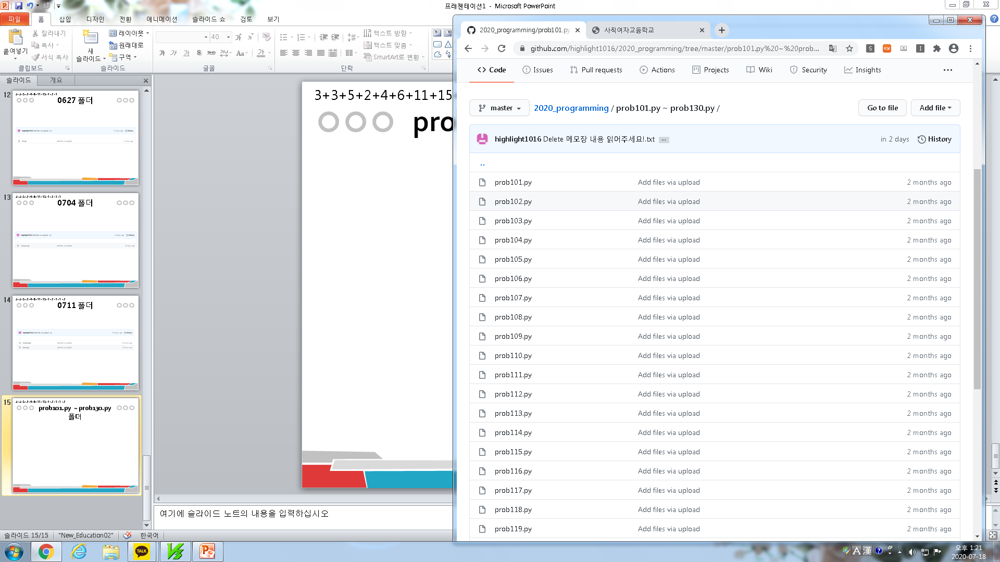 프레젠테이션1 - Microsoft PowerPoint
파일 홈 삽입 디자인 전환 애니메이션 슬라이드 쇼 검토 보기
붙여넣기
잘라내기
복사
서식 복사
클립보드
새
슬라이드
레이아웃
원래대로
구역
슬라이드
40
글꼴
텍스트 방향
텍스트 맞춤
SmartArt로 변환
단락
슬라이드 개요
12
0627 폴더
13
0704 폴더
14
0711 폴더
15
prob101.py ~ prob130.py
폴더
3+3+5+2+4+6+11+15
pro
여기에 슬라이드 노트의 내용을 입력하십시오
슬라이드 15/15 "New_Education02" 한국어
2020_programming/prob101.py
사직여자고등학교
github.com/highlight1016/2020_programming/tree/master/prob101.py%20~%20prob...
Code Issues Pull requests Actions Projects Wiki Security Insights
master 2020_programming / prob101.py ~ prob130.py / Go to file Add file
highlight1016 Delete 메모장 내용 읽어주세요!.txt ... in 2 days History
..
prob101.py Add files via upload 2 months ago
prob102.py Add files via upload 2 months ago
prob103.py Add files via upload 2 months ago
prob104.py Add files via upload 2 months ago
prob105.py Add files via upload 2 months ago
prob106.py Add files via upload 2 months ago
prob107.py Add files via upload 2 months ago
prob108.py Add files via upload 2 months ago
prob109.py Add files via upload 2 months ago
prob110.py Add files via upload 2 months ago
prob111.py Add files via upload 2 months ago
prob112.py Add files via upload 2 months ago
prob113.py Add files via upload 2 months ago
prob114.py Add files via upload 2 months ago
prob115.py Add files via upload 2 months ago
prob116.py Add files via upload 2 months ago
prob117.py Add files via upload 2 months ago
prob118.py Add files via upload 2 months ago
prob119.py Add files via upload 2 months ago
TALK
A 漢
오후 1:21
2020-07-18